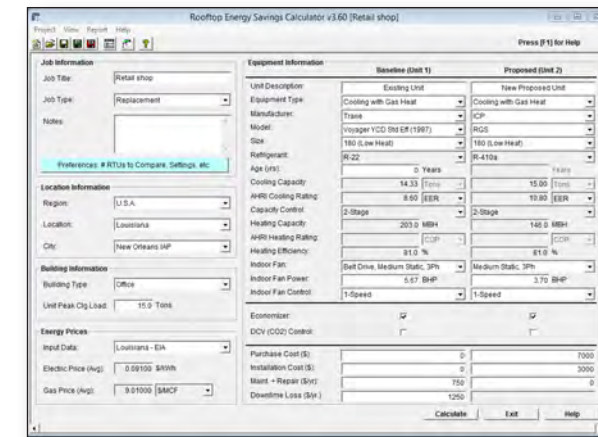 Rooftop Energy Savings Calculator v3.60 [Retail shop]
Project View Report Help
Press [F1] for Help
Job Information
Job Title: Retail shop
Job Type: Replacement
Notes:
Preferences: # RTUs to Compare, Settings, etc
Location Information
Region: U.S.A.
Location: Louisiana
City: New Orleans IAP
Building Information
Building Type: Office
Unit Peak Clg Load: 15.0 Tons
Energy Prices
Input Data: Louisiana - EIA
Electric Price (Avg): 0.09100 $/kWh
Gas Price (Avg): 9.01000 $/MCF
Equipment Information
Baseline (Unit 1) Proposed (Unit 2)
Unit Description: Existing Unit New Proposed Unit
Equipment Type: Cooling with Gas Heat Cooling with Gas Heat
Manufacturer: Trane ICP
Model: Voyager YCD Std Eff (1997) RGS
Size: 180 (Low Heat) 180 (Low Heat)
Refrigerant: R-22 R-410a
Age (yrs): 0 Years Years
Cooling Capacity: 14.33 Tons 15.00 Tons
AHRI Cooling Rating: 8.60 EER 10.80 EER
Capacity Control: 2-Stage 2-Stage
Heating Capacity: 203.0 MBH 146.0 MBH
AHRI Heating Rating: COP COP
Heating Efficiency: 81.0 % 81.0 %
Indoor Fan: Belt Drive, Medium Static, 3Ph Medium Static, 3Ph
Indoor Fan Power: 5.67 BHP 3.70 BHP
Indoor Fan Control: 1-Speed 1-Speed
Economizer:
DCV (CO2) Control:
Purchase Cost ($): 0 7000
Installation Cost ($): 0 3000
Maint. + Repair ($/yr): 750 0
Downtime Loss ($/yr.) 1250
Calculate Exit Help